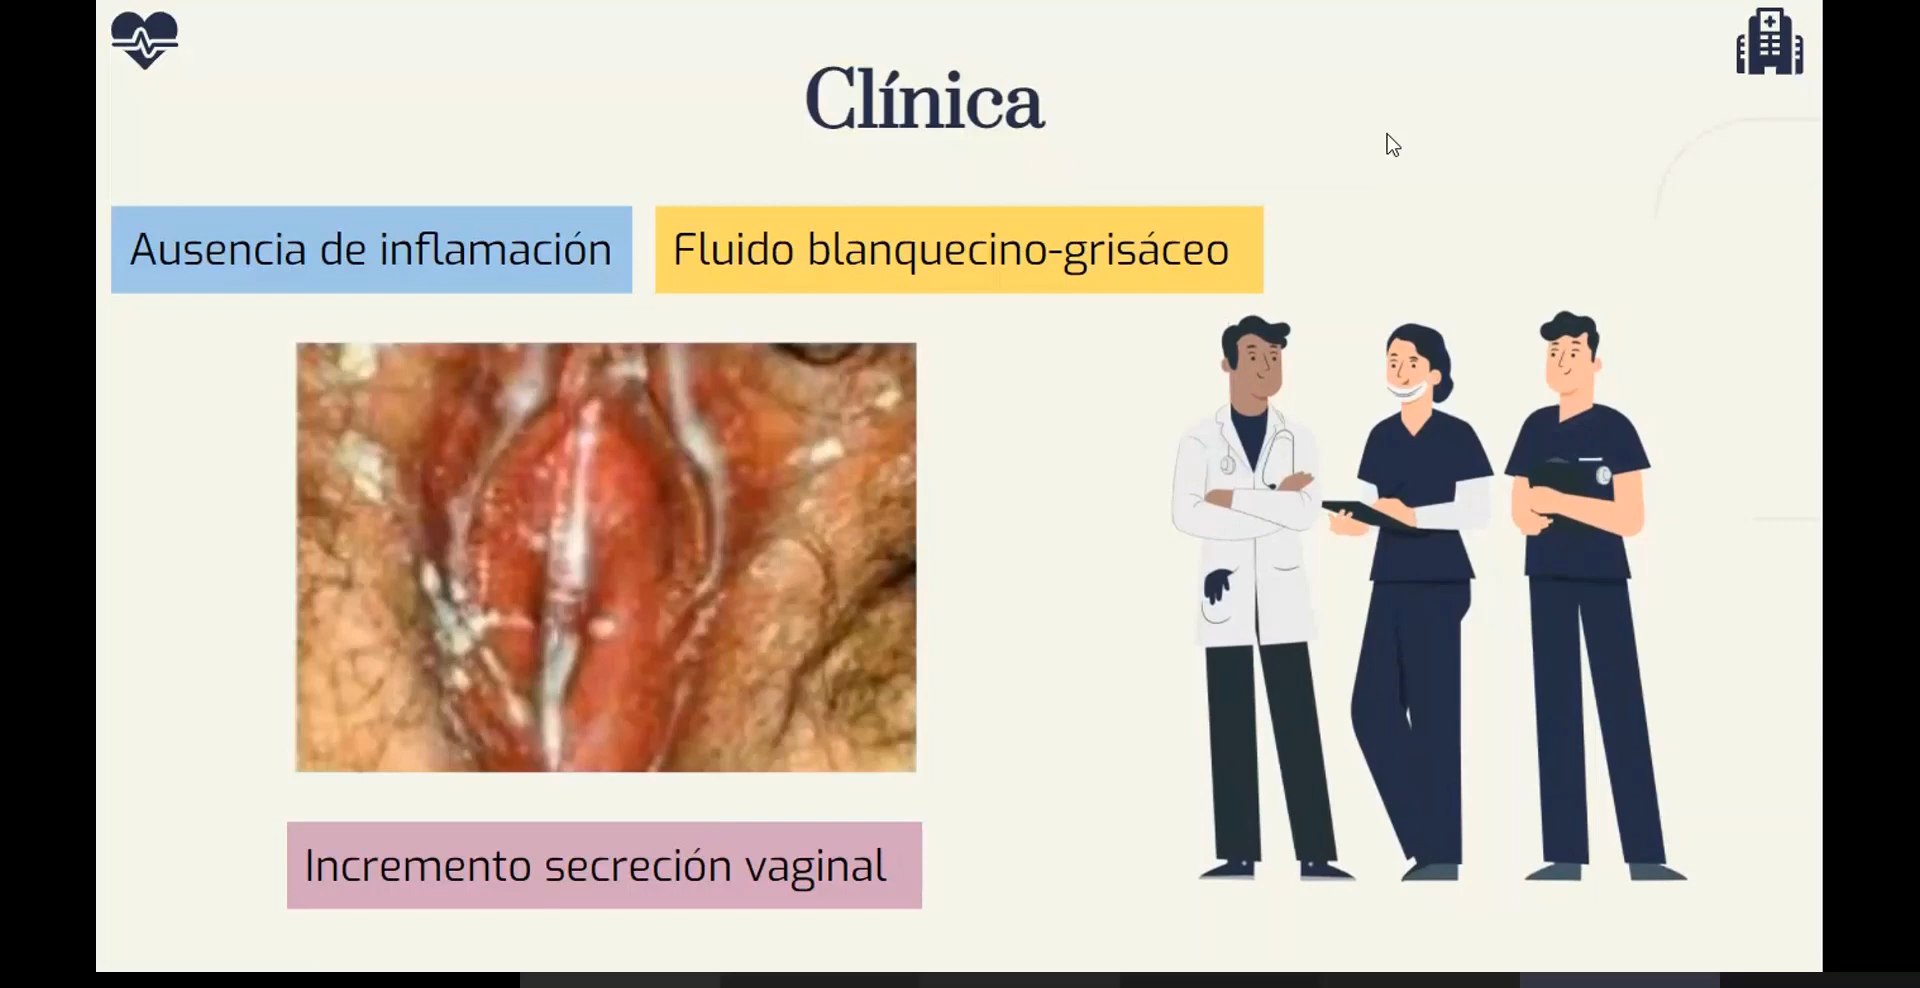 Clínica
Ausencia de inflamación
Fluido blanquecino-grisáceo
Incremento secreción vaginal